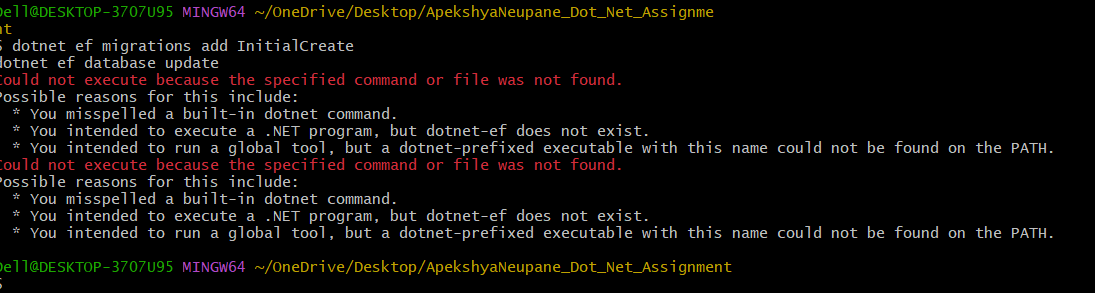 Dell@DESKTOP-37O7U95 MINGW64 ~/OneDrive/Desktop/ApekshyaNeupane_Dot_Net_Assignme
nt
$ dotnet ef migrations add InitialCreate
dotnet ef database update
Could not execute because the specified command or file was not found.
Possible reasons for this include:
  * You misspelled a built-in dotnet command.
  * You intended to execute a .NET program, but dotnet-ef does not exist.
  * You intended to run a global tool, but a dotnet-prefixed executable with this name could not be found on the PATH.
Could not execute because the specified command or file was not found.
Possible reasons for this include:
  * You misspelled a built-in dotnet command.
  * You intended to execute a .NET program, but dotnet-ef does not exist.
  * You intended to run a global tool, but a dotnet-prefixed executable with this name could not be found on the PATH.
Dell@DESKTOP-37O7U95 MINGW64 ~/OneDrive/Desktop/ApekshyaNeupane_Dot_Net_Assignment
$